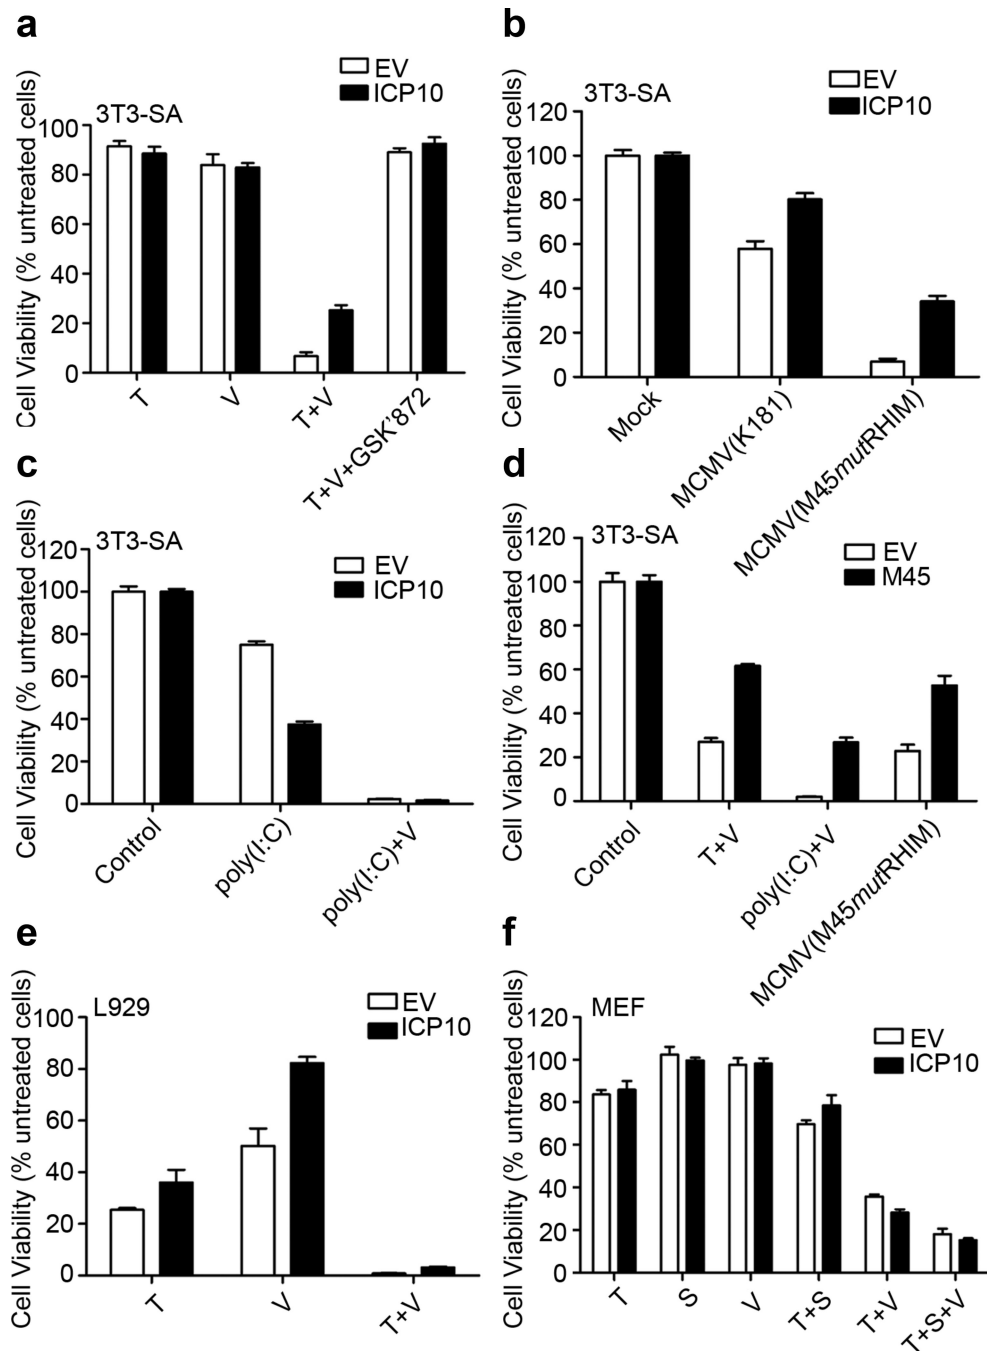 a
EV
ICP10
3T3-SA
Cell Viability (% untreated cells)
100
80
60
40
20
0
T
V
T+V
T+V+GSK'872
b
EV
ICP10
3T3-SA
Cell Viability (% untreated cells)
120
100
80
60
40
20
0
Mock
MCMV(K181)
MCMV(M45mutRHIM)
c
3T3-SA
EV
ICP10
Cell Viability (% untreated cells)
120
100
80
60
40
20
0
Control
poly(I:C)
poly(I:C)+V
d
3T3-SA
EV
M45
Cell Viability (% untreated cells)
120
100
80
60
40
20
0
Control
T+V
poly(I:C)+V
MCMV(M45mutRHIM)
e
L929
EV
ICP10
Cell Viability (% untreated cells)
100
80
60
40
20
0
T
V
T+V
f
MEF
EV
ICP10
Cell Viability (% untreated cells)
120
100
80
60
40
20
0
T
S
V
T+S
T+V
T+S+V